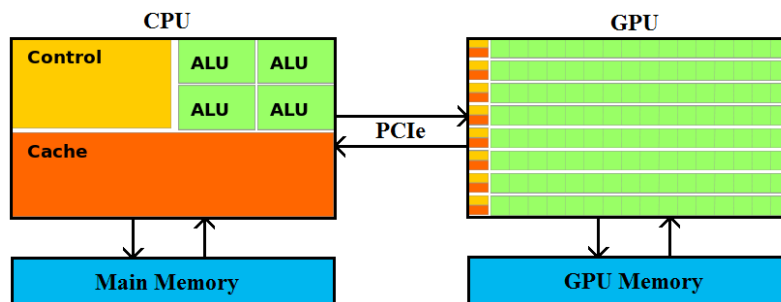 CPU
GPU
Control
ALU
ALU
ALU
ALU
PCIe
Cache
Main Memory
GPU Memory